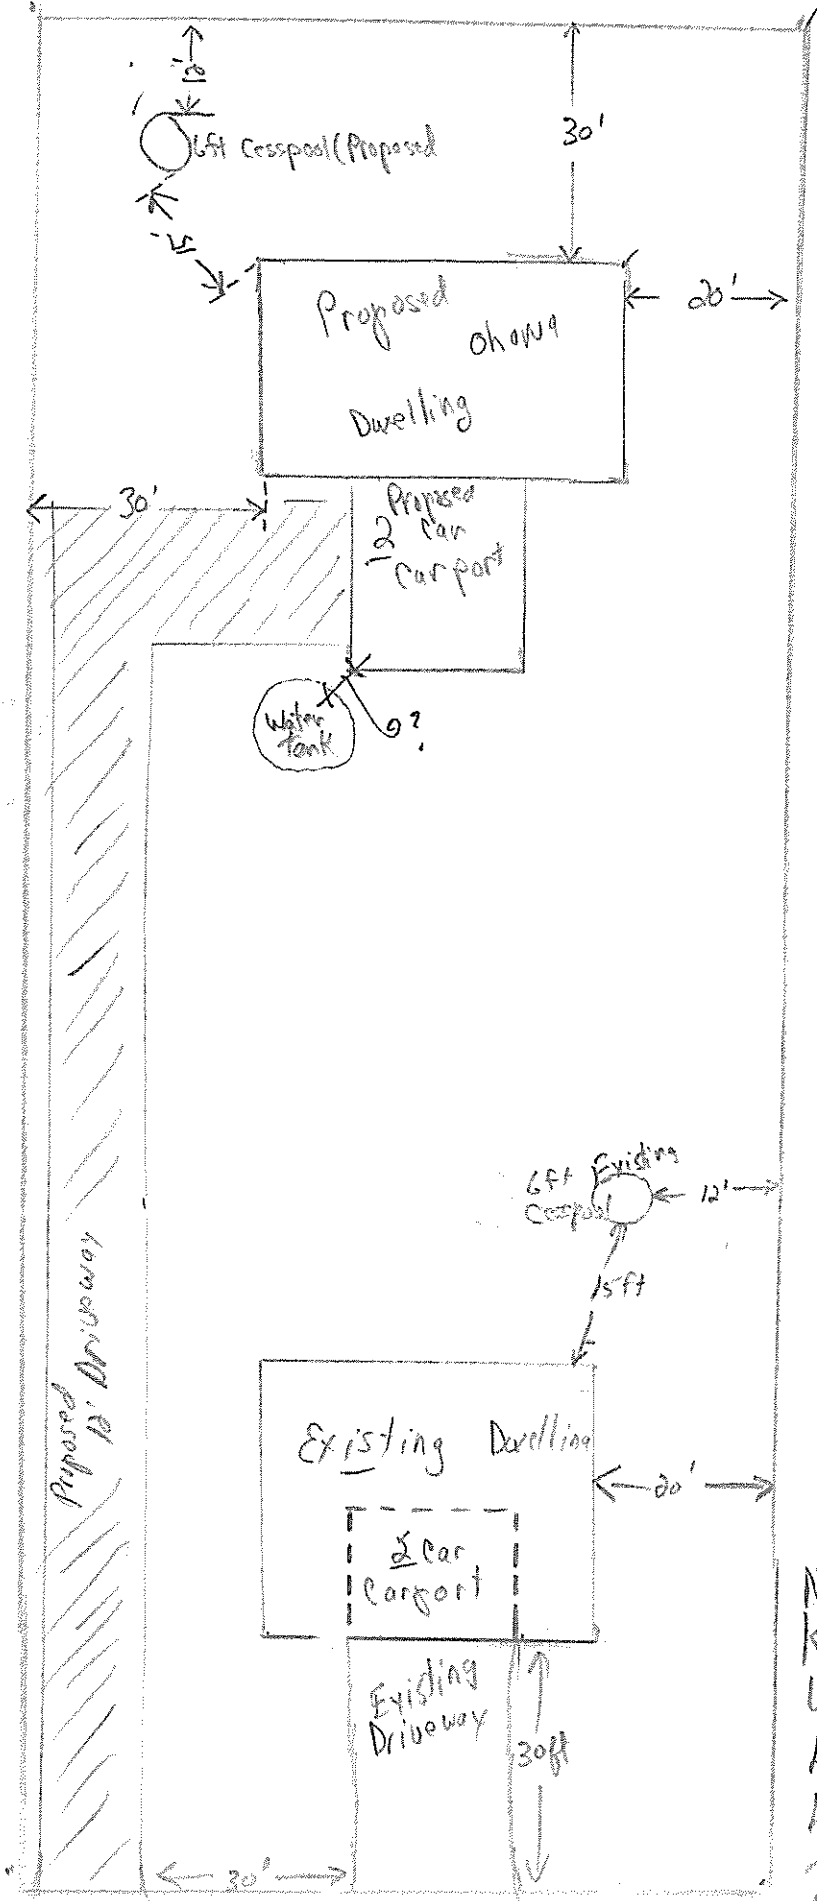 12'
30'
6ft Cesspool (Proposed
15'
20'
Proposed
Ohana
Dwelling
30'
Proposed
2 Car
Carport
Water
Tank
9?
Existing
6ft
Cesspool
12'
15ft
Proposed
12' Driveway
Existing Dwelling
20'
2 Car
Carport
Existing
Driveway
30ft
30'